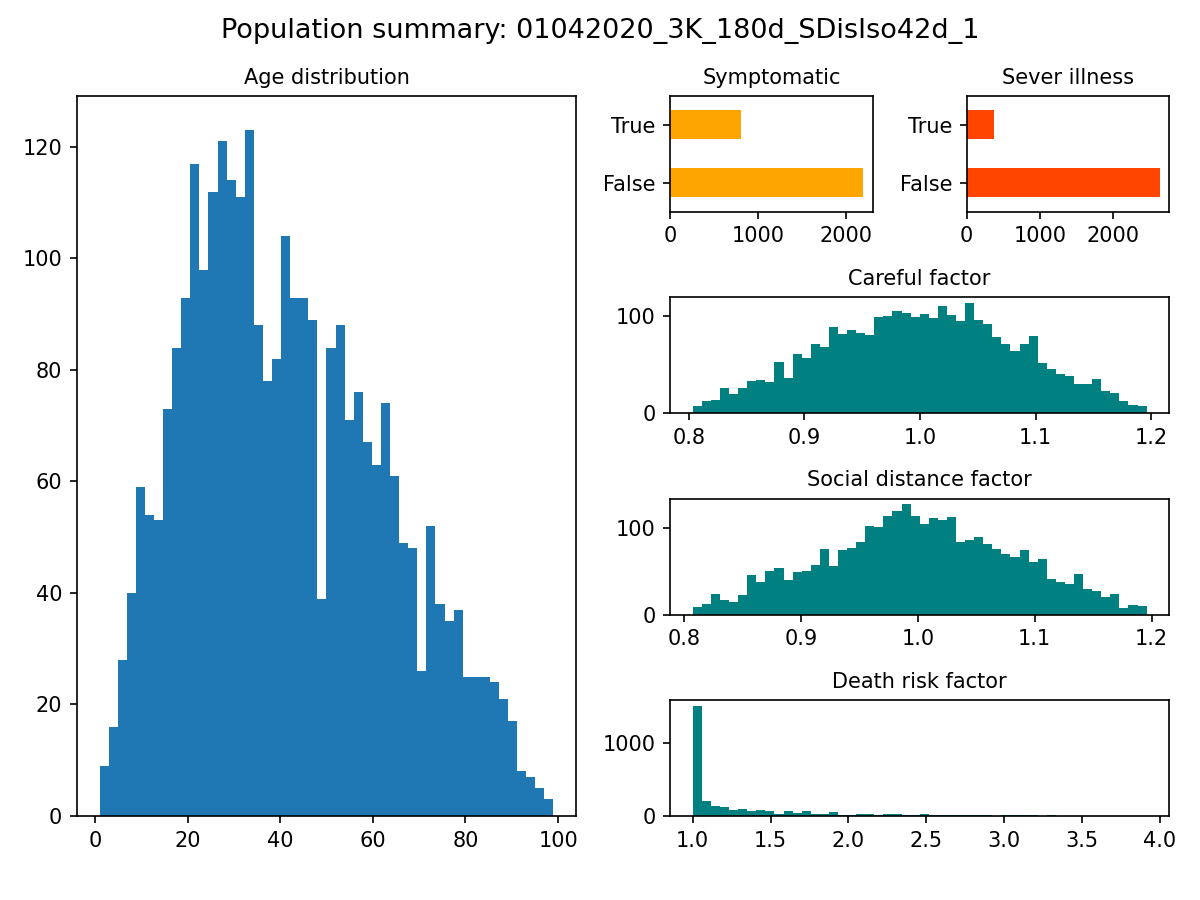 Population summary: 01042020_3K_180d_SDisIso42d_1
Age distribution
120
100
80
60
40
20
0
0 20 40 60 80 100
Symptomatic
True
False
0 1000 2000
Sever illness
True
False
0 1000 2000
Careful factor
100
0
0.8 0.9 1.0 1.1 1.2
Social distance factor
100
0
0.8 0.9 1.0 1.1 1.2
Death risk factor
1000
0
1.0 1.5 2.0 2.5 3.0 3.5 4.0